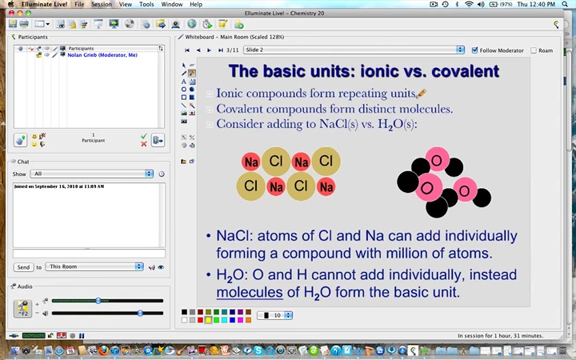 Elluminate Live! File Session View Tools Window Help
(97%) Thu 12:40 PM
Elluminate Live! - Chemistry 20
Participants
Participants
Nolan Grieb (Moderator, Me)
1
Participant
Chat
Show All
Joined on September 16, 2010 at 11:09 AM
Send to This Room
Audio
F2
Whiteboard - Main Room (Scaled 128%)
3/11 Slide 2 Follow Moderator Roam
The basic units: ionic vs. covalent
Ionic compounds form repeating units.
Covalent compounds form distinct molecules.
Consider adding to NaCl(s) vs. H₂O(s):
Na Cl Na Cl
Cl Na Cl Na
O
O O
• NaCl: atoms of Cl and Na can add individually
forming a compound with million of atoms.
• H₂O: O and H cannot add individually, instead
molecules of H₂O form the basic unit.
10
In session for 1 hour, 31 minutes.